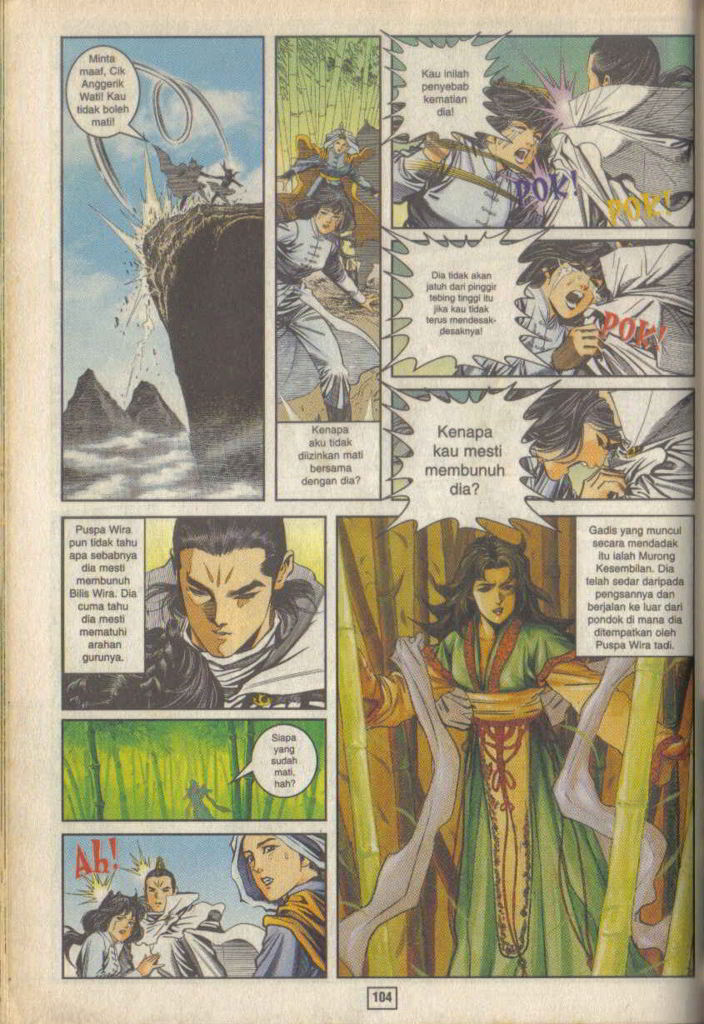 Minta
maaf, Cik
Anggerik
Wati! Kau
tidak boleh
mati!
Kenapa
aku tidak
diizinkan mati
bersama
dengan dia?
Kau inilah
penyebab
kematian
dia!
POK!
POK!
Dia tidak akan
jatuh dari pinggir
tebing tinggi itu
jika kau tidak
terus mendesak-
desaknya!
POK!
Kenapa
kau mesti
membunuh
dia?
Puspa Wira
pun tidak tahu
apa sebabnya
dia mesti
membunuh
Bilis Wira. Dia
cuma tahu
dia mesti
mematuhi
arahan
gurunya.
Siapa
yang
sudah
mati,
hah?
Ah!
Gadis yang muncul
secara mendadak
itu ialah Murong
Kesembilan. Dia
telah sedar daripada
pengsannya dan
berjalan ke luar dari
pondok di mana dia
ditempatkan oleh
Puspa Wira tadi.
104